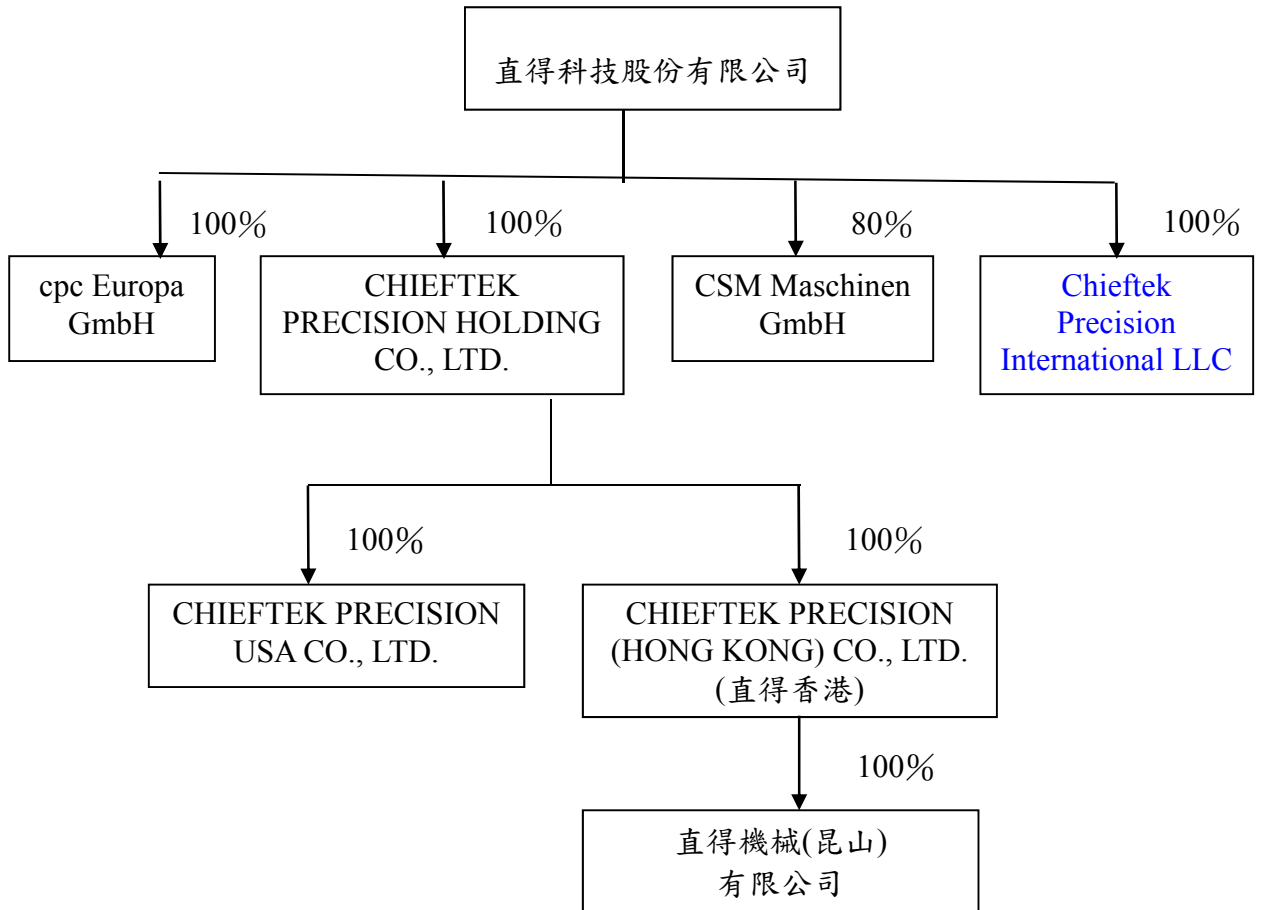 直得科技股份有限公司
100%
100%
80%
100%
cpc Europa
GmbH
CHIEFTEK
PRECISION HOLDING
CO., LTD.
CSM Maschinen
GmbH
Chieftek
Precision
International LLC
100%
100%
CHIEFTEK PRECISION
USA CO., LTD.
CHIEFTEK PRECISION
(HONG KONG) CO., LTD.
(直得香港)
100%
直得機械(昆山)
有限公司